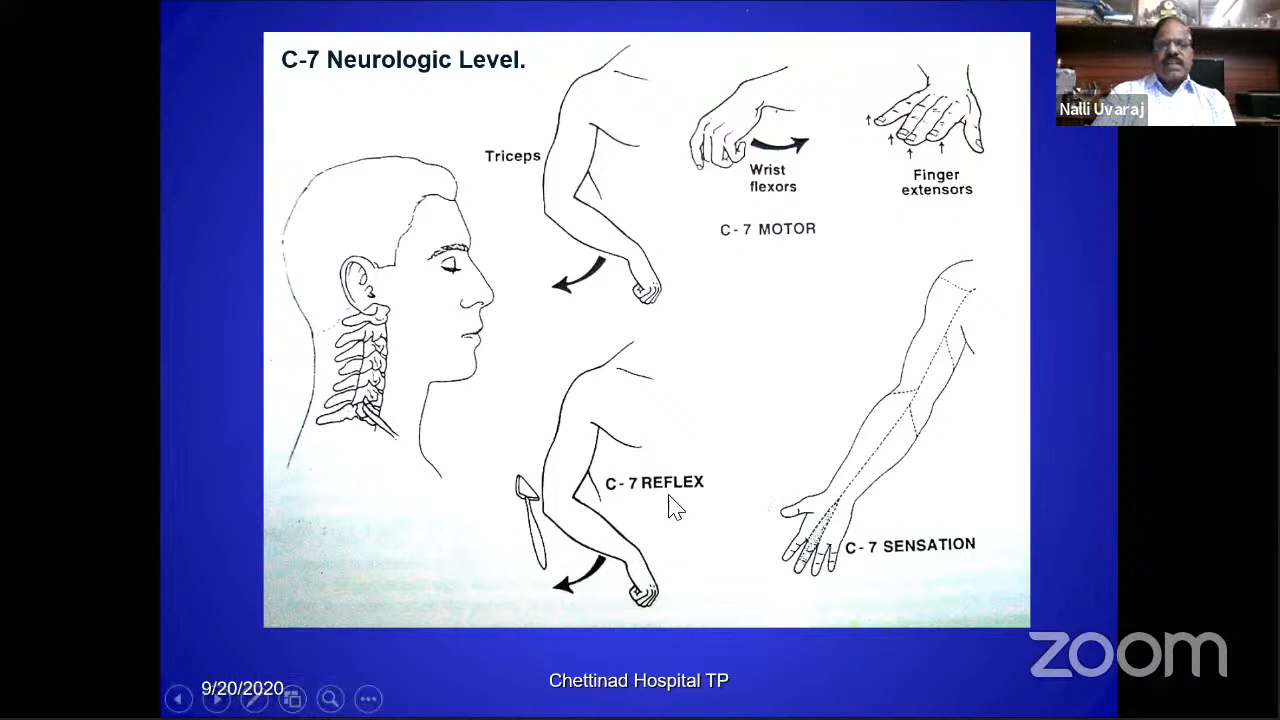 C-7 Neurologic Level.
Nalli Uvaraj
Triceps
Wrist
flexors
Finger
extensors
C-7 MOTOR
C-7 REFLEX
C-7 SENSATION
zoom
9/20/2020
Chettinad Hospital TP